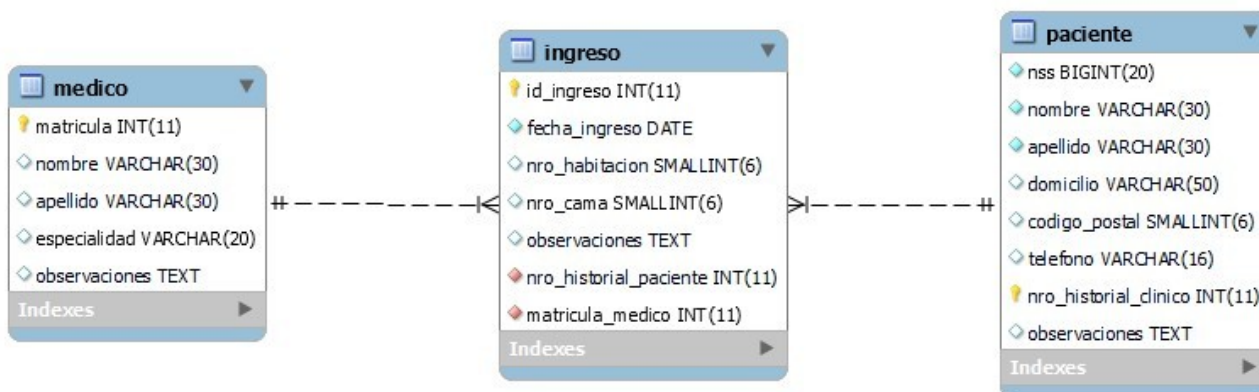 medico
matricula INT(11)
nombre VARCHAR(30)
apellido VARCHAR(30)
especialidad VARCHAR(20)
observaciones TEXT
Indexes
ingreso
id_ingreso INT(11)
fecha_ingreso DATE
nro_habitacion SMALLINT(6)
nro_cama SMALLINT(6)
observaciones TEXT
nro_historial_paciente INT(11)
matricula_medico INT(11)
Indexes
paciente
nss BIGINT(20)
nombre VARCHAR(30)
apellido VARCHAR(30)
domicilio VARCHAR(50)
codigo_postal SMALLINT(6)
telefono VARCHAR(16)
nro_historial_clinico INT(11)
observaciones TEXT
Indexes